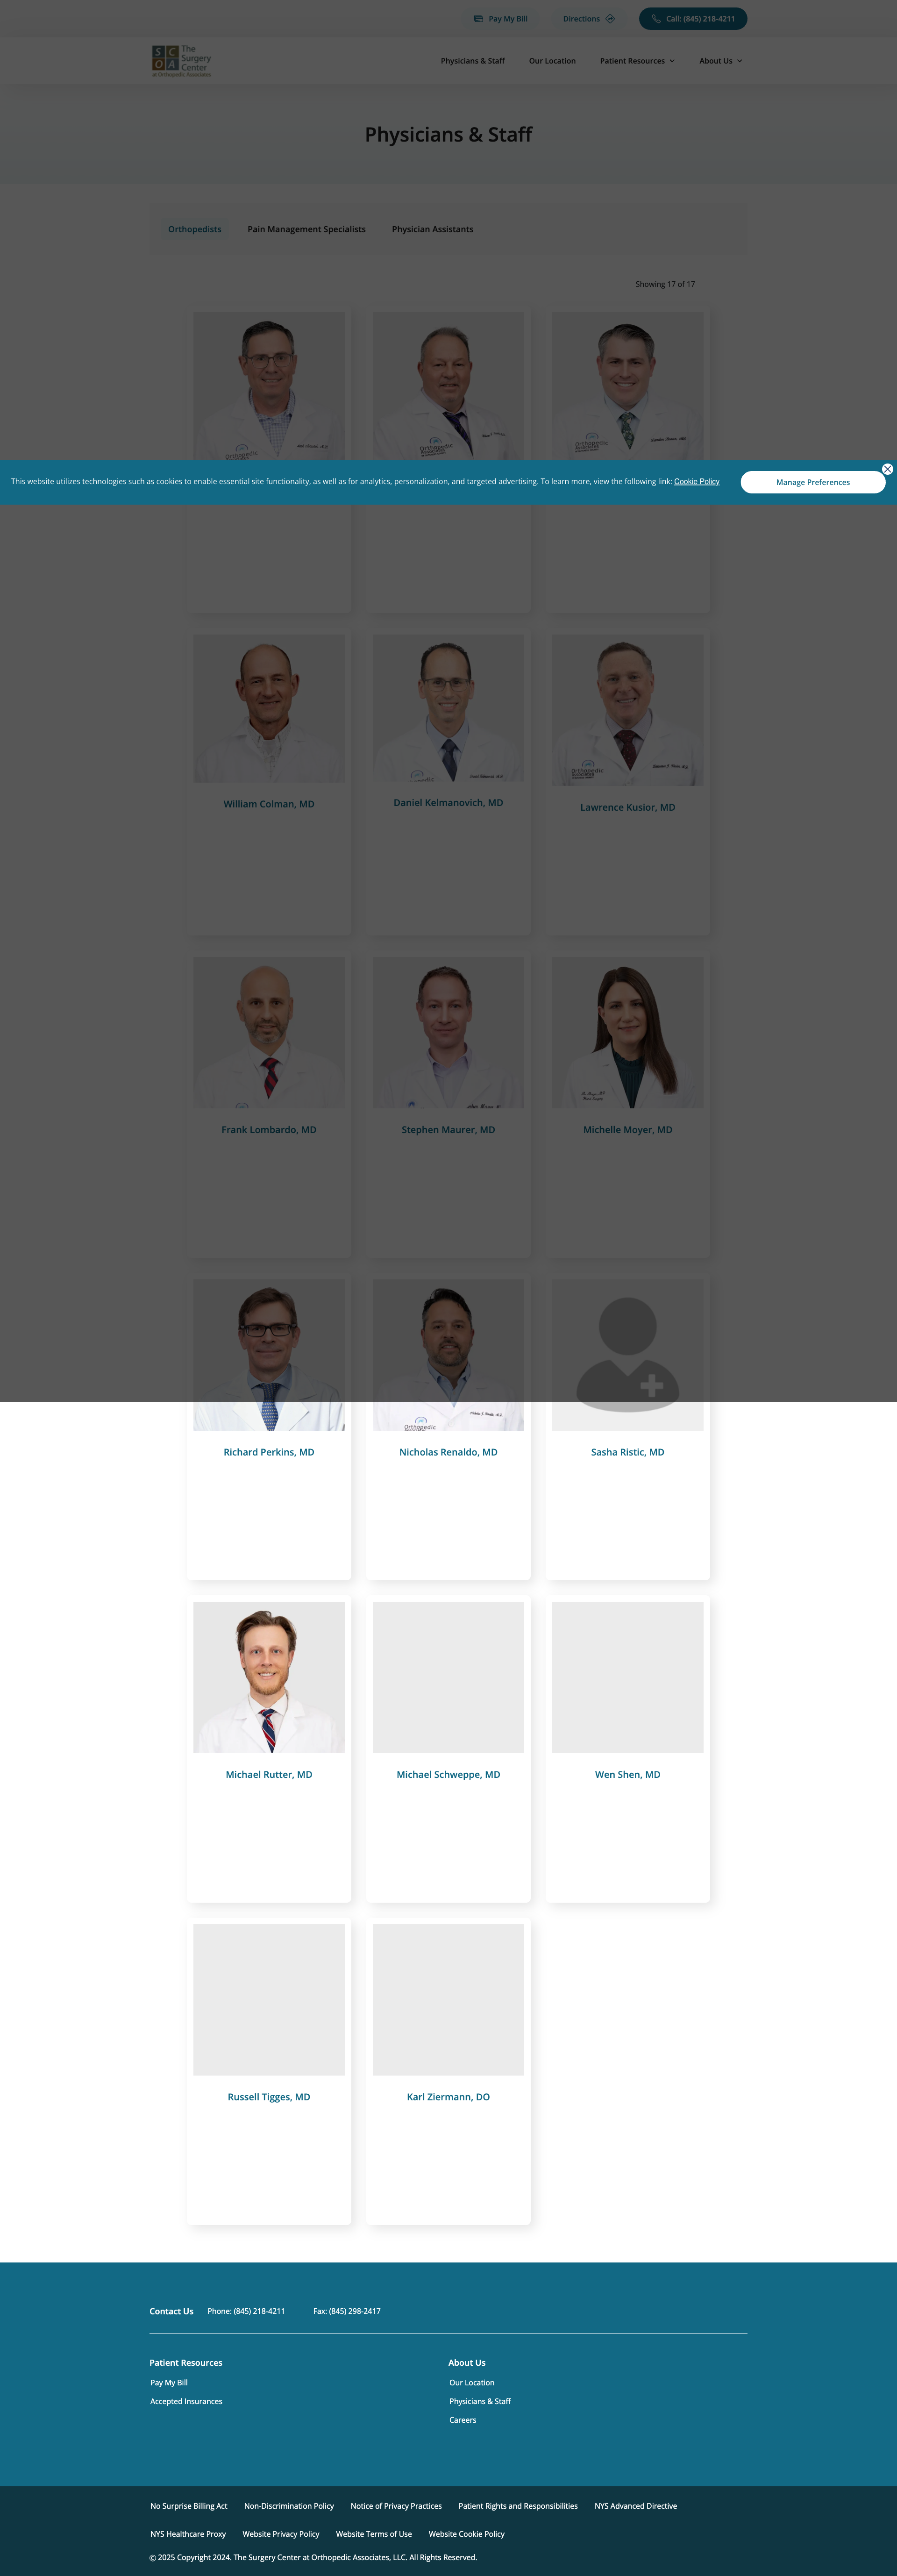 Pay My Bill
Directions
Call: (845) 218-4211
SC
OA
The
Surgery
Center
at Orthopedic Associates
Physicians & Staff
Our Location
Patient Resources
About Us
Physicians & Staff
Orthopedists
Pain Management Specialists
Physician Assistants
Showing 17 of 17
This website utilizes technologies such as cookies to enable essential site functionality, as well as for analytics, personalization, and targeted advertising. To learn more, view the following link: Cookie Policy
Manage Preferences
William Colman, MD
Daniel Kelmanovich, MD
Lawrence Kusior, MD
Frank Lombardo, MD
Stephen Maurer, MD
Michelle Moyer, MD
Richard Perkins, MD
Nicholas Renaldo, MD
Sasha Ristic, MD
Michael Rutter, MD
Michael Schweppe, MD
Wen Shen, MD
Russell Tigges, MD
Karl Ziermann, DO
Contact Us
Phone: (845) 218-4211
Fax: (845) 298-2417
Patient Resources
About Us
Pay My Bill
Our Location
Accepted Insurances
Physicians & Staff
Careers
No Surprise Billing Act
Non-Discrimination Policy
Notice of Privacy Practices
Patient Rights and Responsibilities
NYS Advanced Directive
NYS Healthcare Proxy
Website Privacy Policy
Website Terms of Use
Website Cookie Policy
© 2025 Copyright 2024. The Surgery Center at Orthopedic Associates, LLC. All Rights Reserved.